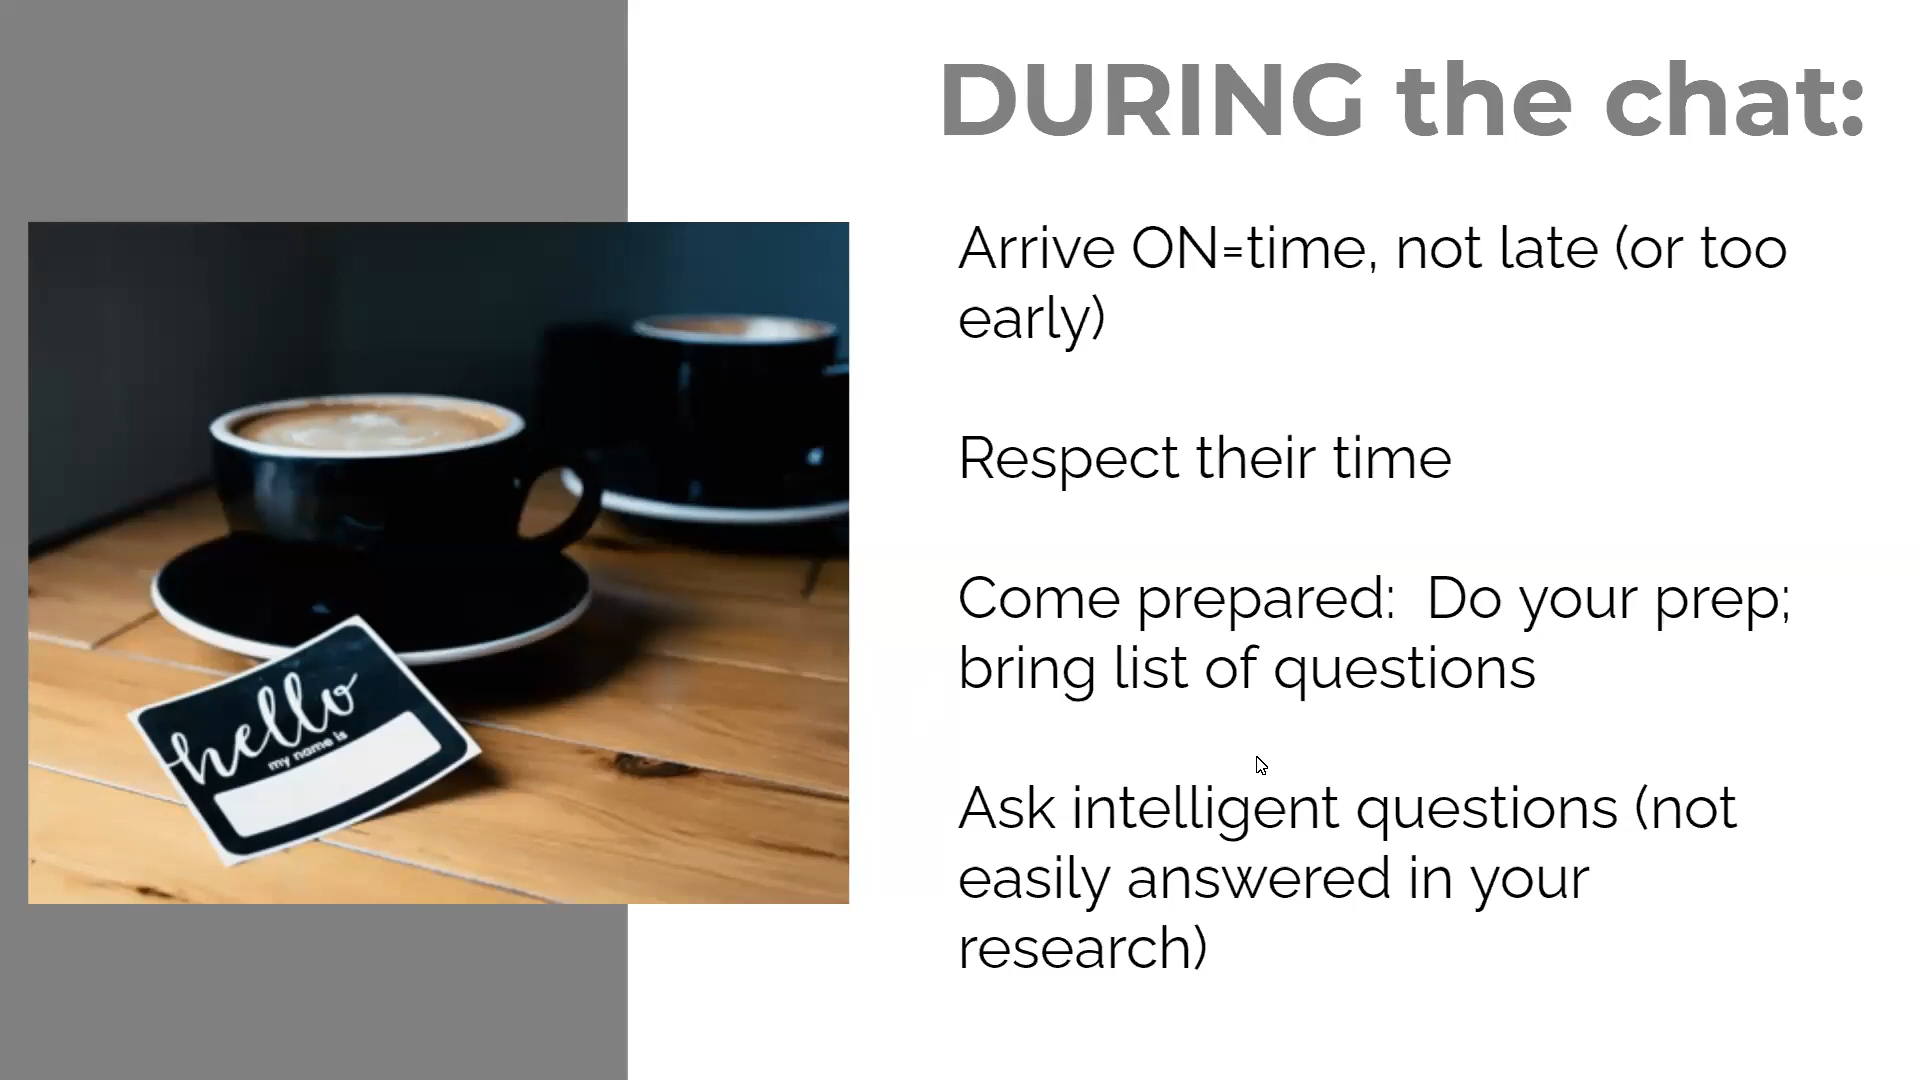 DURING the chat:
Arrive ON=time, not late (or too
early)
Respect their time
Come prepared:  Do your prep;
bring list of questions
Ask intelligent questions (not
easily answered in your
research)
hello
my name is